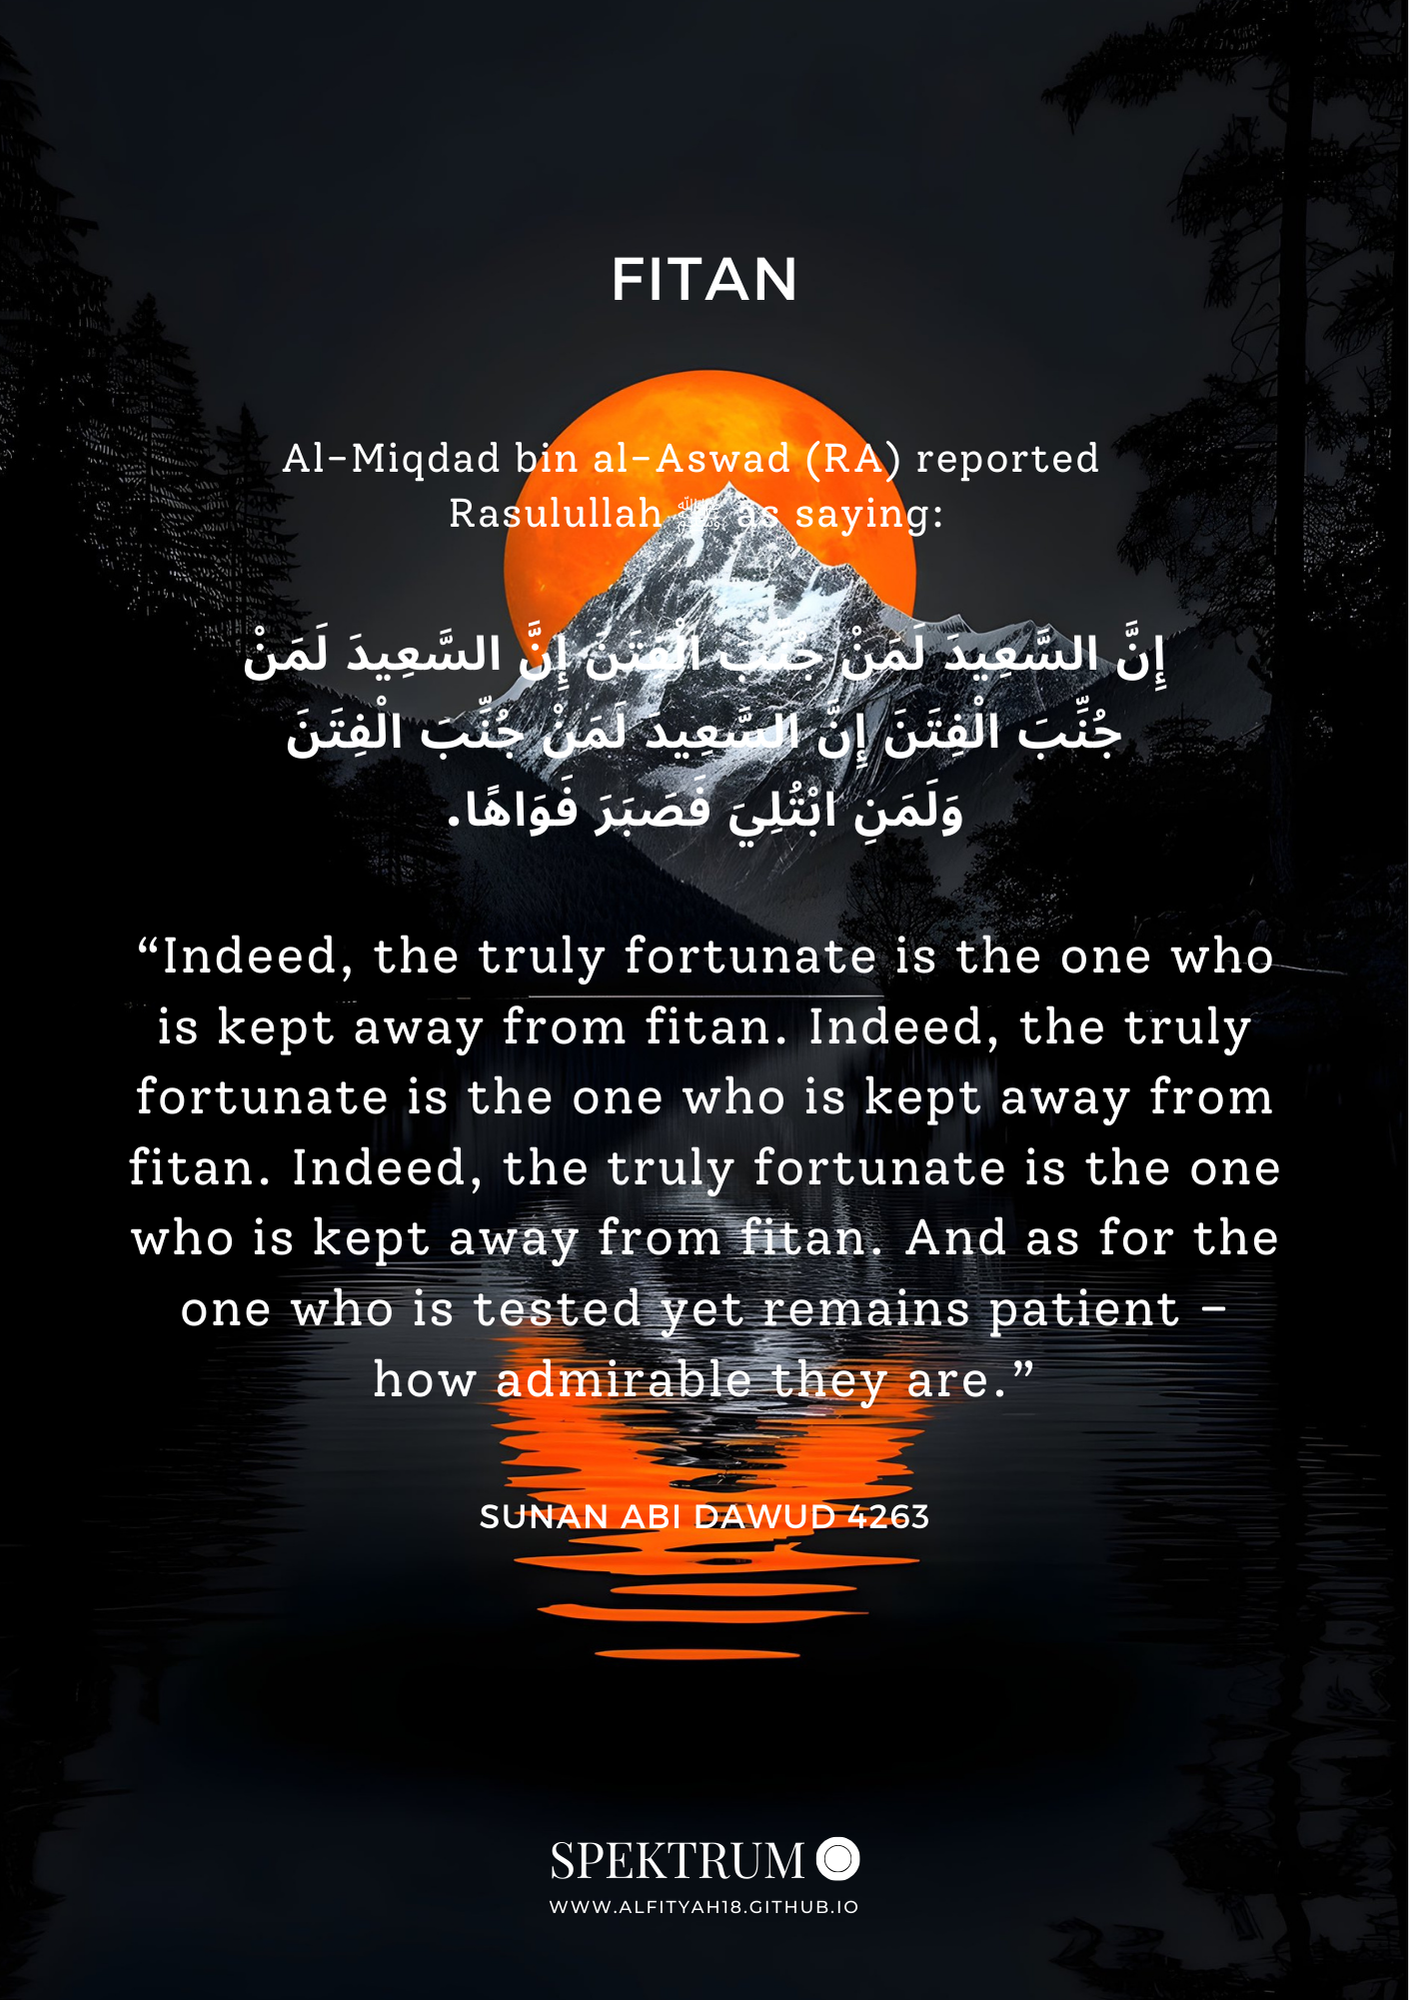 FITAN
Al-Miqdad bin al-Aswad (RA) reported
Rasulullah ﷺ as saying:
إِنَّ السَّعِيدَ لَمَنْ جُنِّبَ الْفِتَنَ إِنَّ السَّعِيدَ لَمَنْ
جُنِّبَ الْفِتَنَ إِنَّ السَّعِيدَ لَمَنْ جُنِّبَ الْفِتَنَ
وَلَمَنِ ابْتُلِيَ فَصَبَرَ فَوَاهًا.
“Indeed, the truly fortunate is the one who
is kept away from fitan. Indeed, the truly
fortunate is the one who is kept away from
fitan. Indeed, the truly fortunate is the one
who is kept away from fitan. And as for the
one who is tested yet remains patient –
how admirable they are.”
SUNAN ABI DAWUD 4263
SPEKTRUM
WWW.ALFITYAH18.GITHUB.IO